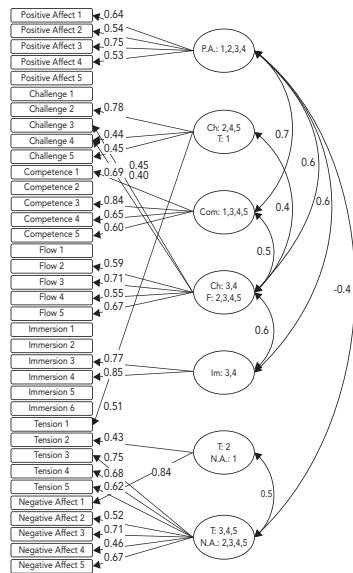 Positive Affect 1
Positive Affect 2
Positive Affect 3
Positive Affect 4
Positive Affect 5
Challenge 1
Challenge 2
Challenge 3
Challenge 4
Challenge 5
Competence 1
Competence 2
Competence 3
Competence 4
Competence 5
Flow 1
Flow 2
Flow 3
Flow 4
Flow 5
Immersion 1
Immersion 2
Immersion 3
Immersion 4
Immersion 5
Immersion 6
Tension 1
Tension 2
Tension 3
Tension 4
Tension 5
Negative Affect 1
Negative Affect 2
Negative Affect 3
Negative Affect 4
Negative Affect 5
0.64
0.54
0.75
0.53
0.78
0.44
0.45
0.45
0.40
0.69
0.84
0.65
0.60
0.59
0.71
0.55
0.67
0.77
0.85
0.51
0.43
0.75
0.68
0.62
0.84
0.52
0.71
0.46
0.67
P.A.: 1,2,3,4
Ch: 2,4,5
T: 1
Com: 1,3,4,5
Ch: 3,4
F: 2,3,4,5
Im: 3,4
T: 2
N.A.: 1
T: 3,4,5
N.A.: 2,3,4,5
0.7
0.6
0.6
0.4
0.5
-0.4
0.6
0.5